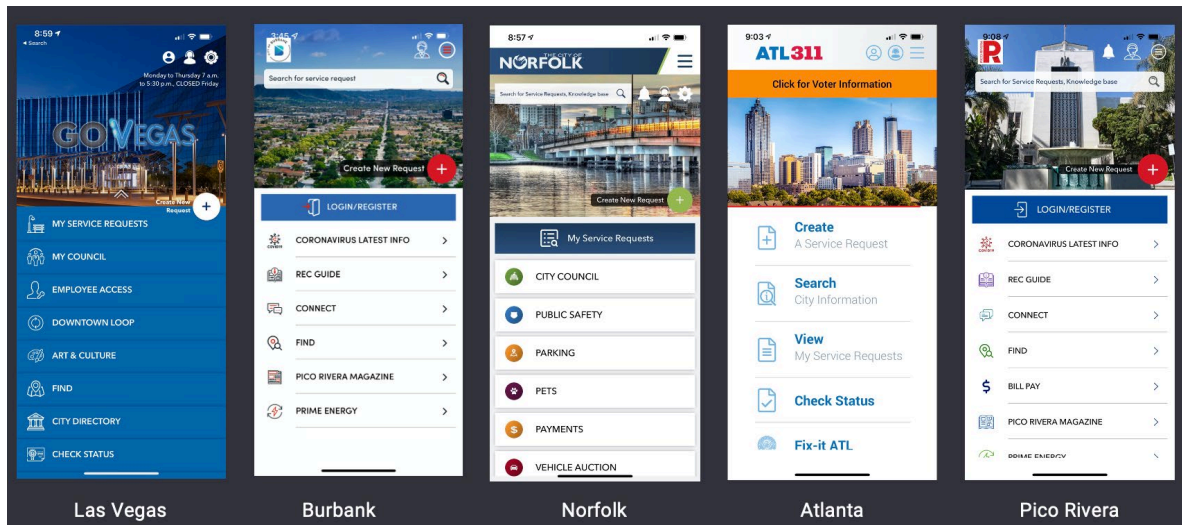 8:59
Search
Monday to Thursday 7 a.m.
to 5:30 p.m., CLOSED Friday
GO VEGAS
Create New
Request
+
MY SERVICE REQUESTS
MY COUNCIL
EMPLOYEE ACCESS
DOWNTOWN LOOP
ART & CULTURE
FIND
CITY DIRECTORY
CHECK STATUS
Las Vegas
3:45
Search for service request
Create New Request +
LOGIN/REGISTER
CORONAVIRUS LATEST INFO
REC GUIDE
CONNECT
FIND
PICO RIVERA MAGAZINE
PRIME ENERGY
Burbank
8:57
THE CITY OF
NORFOLK
Search for Service Requests, Knowledge base
Create New Request +
My Service Requests
CITY COUNCIL
PUBLIC SAFETY
PARKING
PETS
PAYMENTS
VEHICLE AUCTION
Norfolk
9:03
ATL311
Click for Voter Information
Create
A Service Request
Search
City Information
View
My Service Requests
Check Status
Fix-it ATL
Atlanta
9:08
R
Search for Service Requests, Knowledge base
Create New Request +
LOGIN/REGISTER
CORONAVIRUS LATEST INFO
REC GUIDE
CONNECT
FIND
$ BILL PAY
PICO RIVERA MAGAZINE
PRIME ENERGY
Pico Rivera